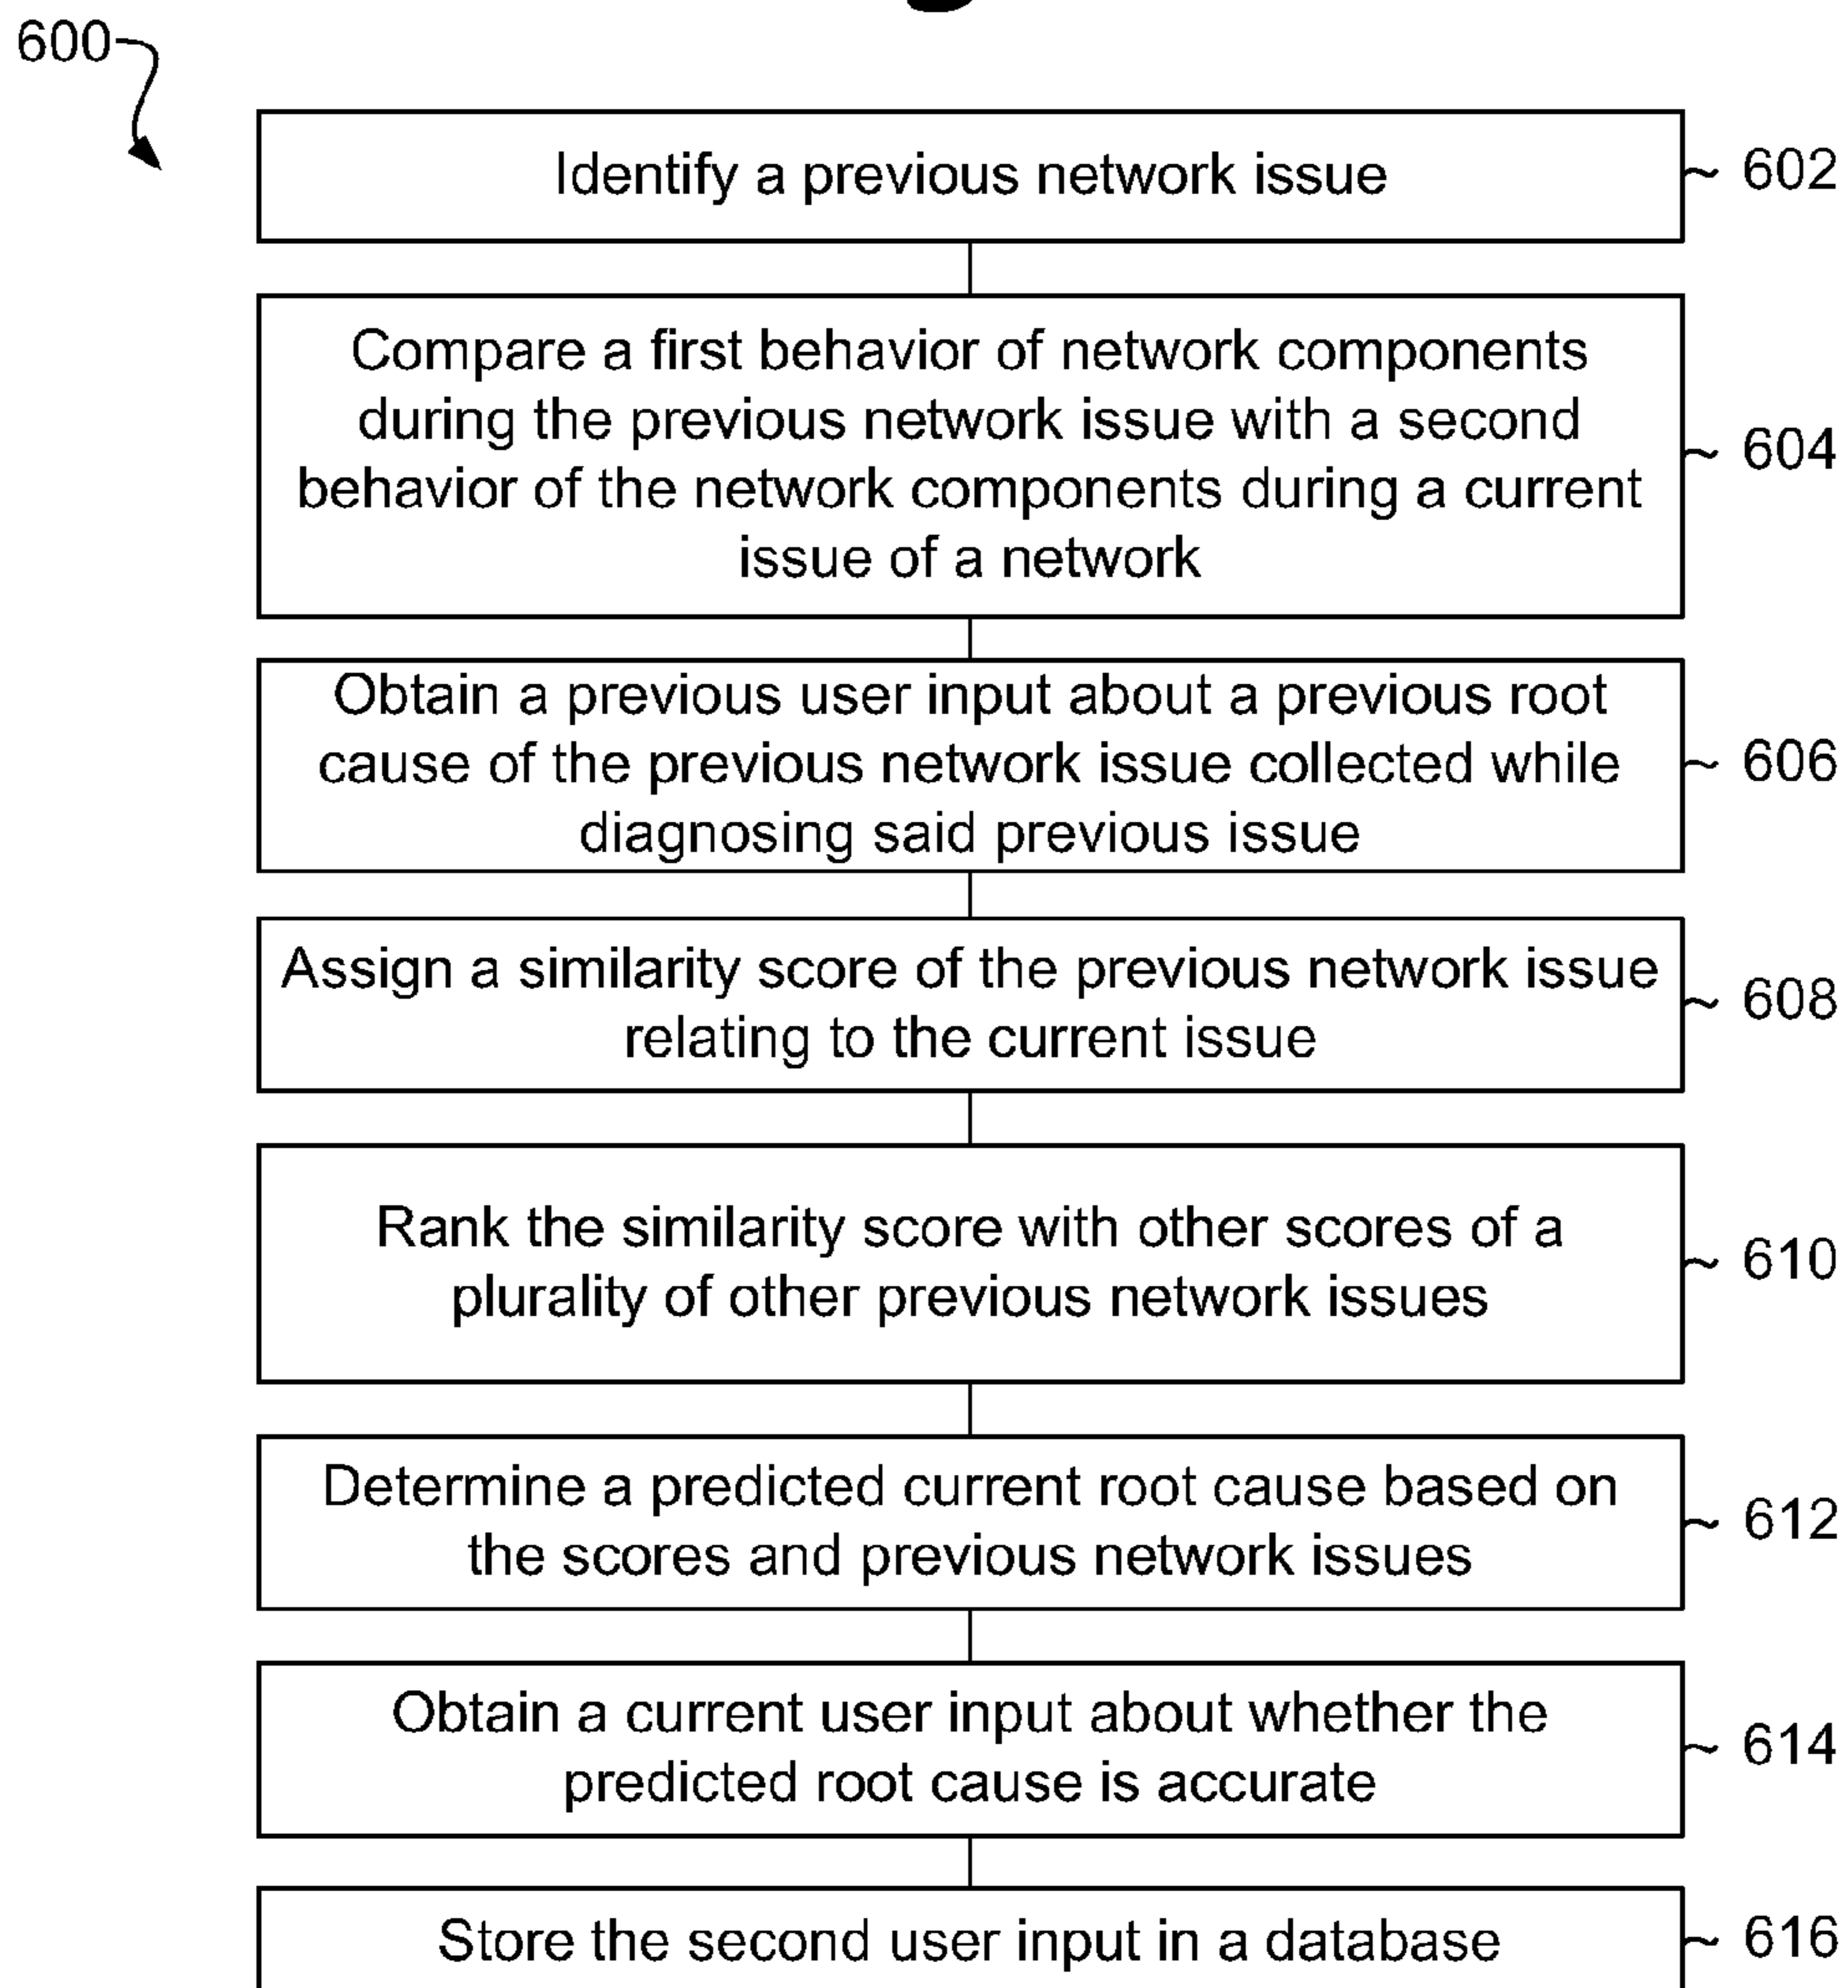 600
Identify a previous network issue
602
Compare a first behavior of network components
during the previous network issue with a second
behavior of the network components during a current
issue of a network
604
Obtain a previous user input about a previous root
cause of the previous network issue collected while
diagnosing said previous issue
606
Assign a similarity score of the previous network issue
relating to the current issue
608
Rank the similarity score with other scores of a
plurality of other previous network issues
610
Determine a predicted current root cause based on
the scores and previous network issues
612
Obtain a current user input about whether the
predicted root cause is accurate
614
Store the second user input in a database
616